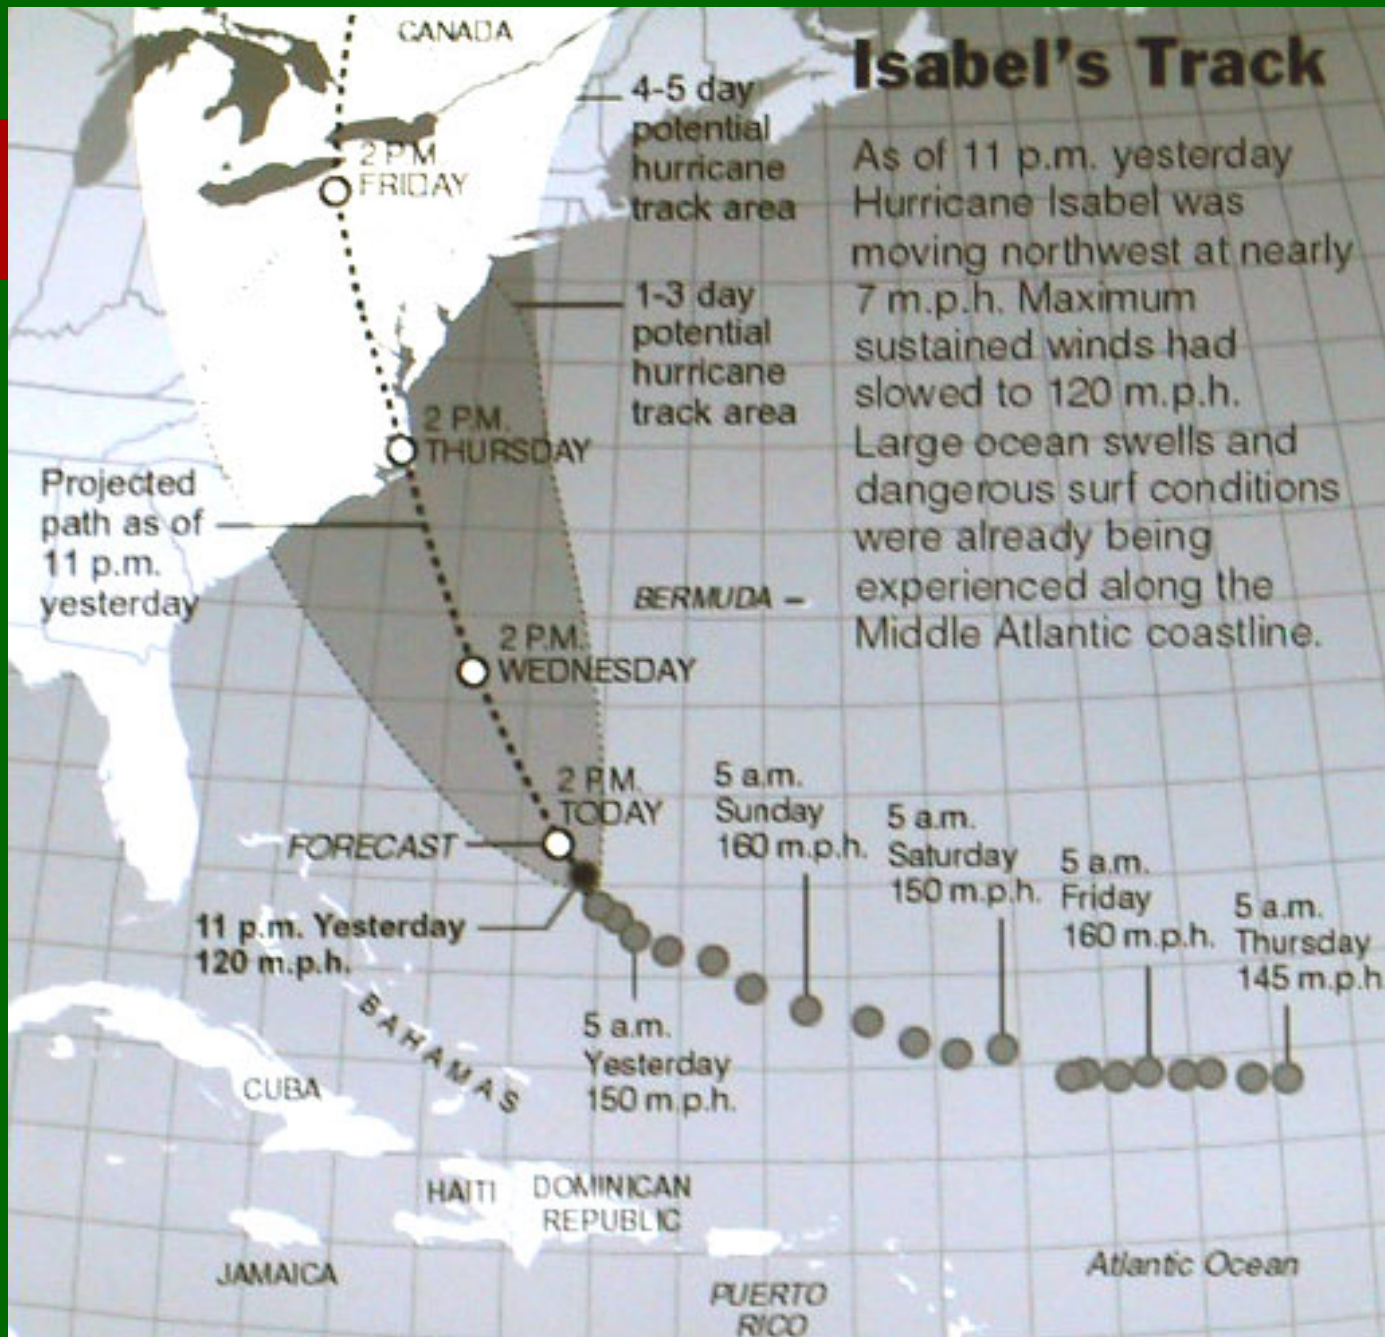 Isabel's Track
As of 11 p.m. yesterday
Hurricane Isabel was
moving northwest at nearly
7 m.p.h. Maximum
sustained winds had
slowed to 120 m.p.h.
Large ocean swells and
dangerous surf conditions
were already being
experienced along the
Middle Atlantic coastline.
CANADA
4-5 day
potential
hurricane
track area
2 P.M.
FRIDAY
1-3 day
potential
hurricane
track area
2 P.M.
THURSDAY
Projected
path as of
11 p.m.
yesterday
BERMUDA
2 P.M.
WEDNESDAY
2 P.M.
TODAY
FORECAST
5 a.m.
Sunday
160 m.p.h.
5 a.m.
Saturday
150 m.p.h.
5 a.m.
Friday
160 m.p.h.
5 a.m.
Thursday
145 m.p.h
11 p.m. Yesterday
120 m.p.h.
5 a.m.
Yesterday
150 m.p.h.
BAHAMAS
CUBA
HAITI
DOMINICAN
REPUBLIC
JAMAICA
PUERTO
RICO
Atlantic Ocean